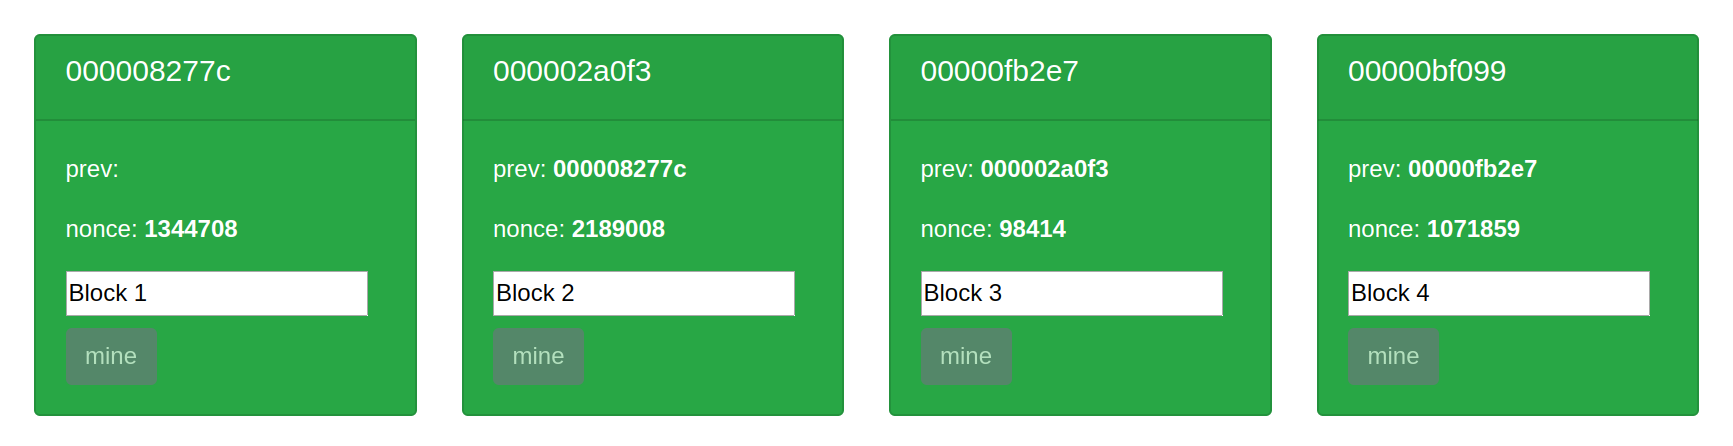 000008277c
prev:
nonce: 1344708
Block 1
mine
000002a0f3
prev: 000008277c
nonce: 2189008
Block 2
mine
00000fb2e7
prev: 000002a0f3
nonce: 98414
Block 3
mine
00000bf099
prev: 00000fb2e7
nonce: 1071859
Block 4
mine